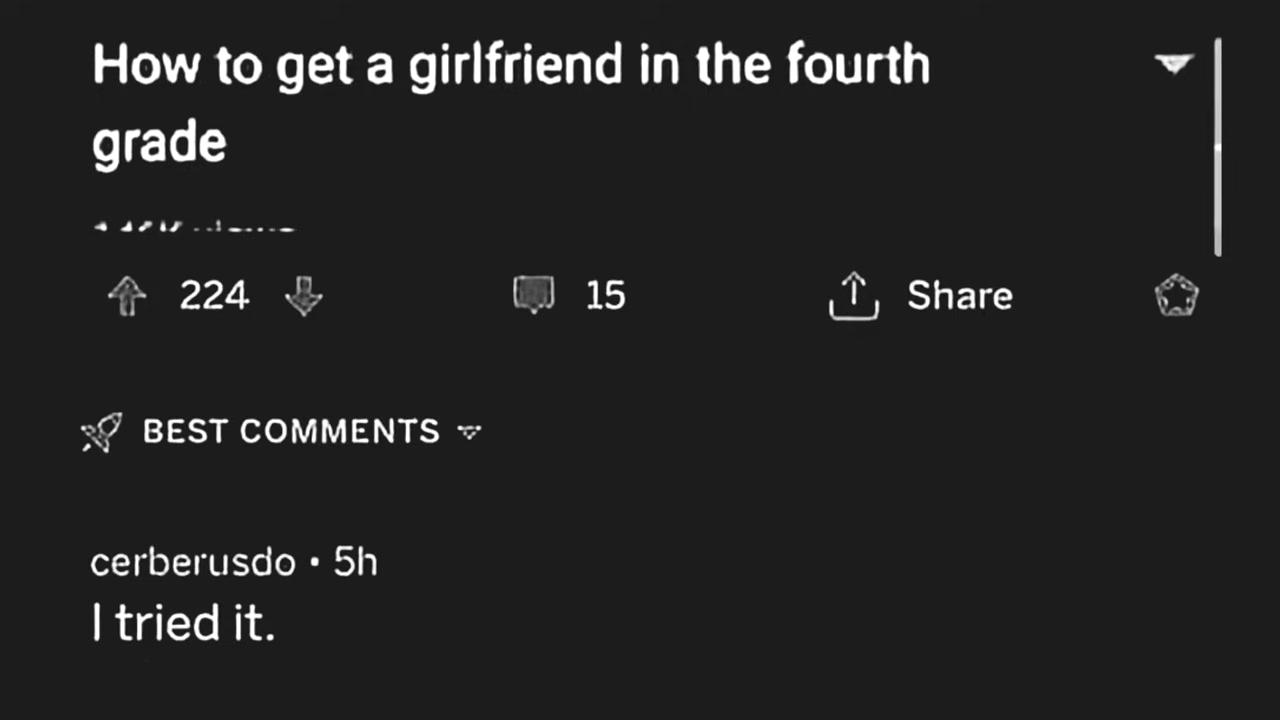 How to get a girlfriend in the fourth
grade
224
15
Share
BEST COMMENTS
cerberusdo • 5h
I tried it.